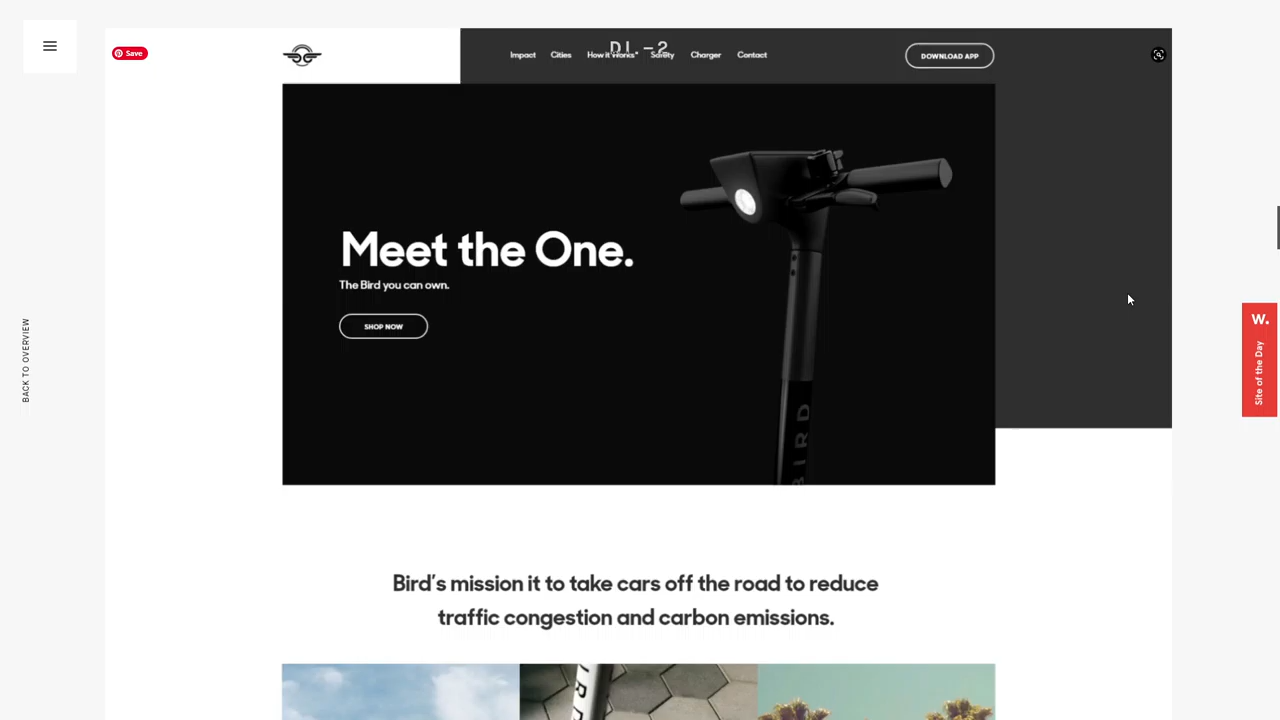 Save
Impact Cities How it Works Safety Charger Contact
DOWNLOAD APP
Meet the One.
The Bird you can own.
SHOP NOW
BIRD
BACK TO OVERVIEW
W.
Site of the Day
Bird's mission it to take cars off the road to reduce
traffic congestion and carbon emissions.